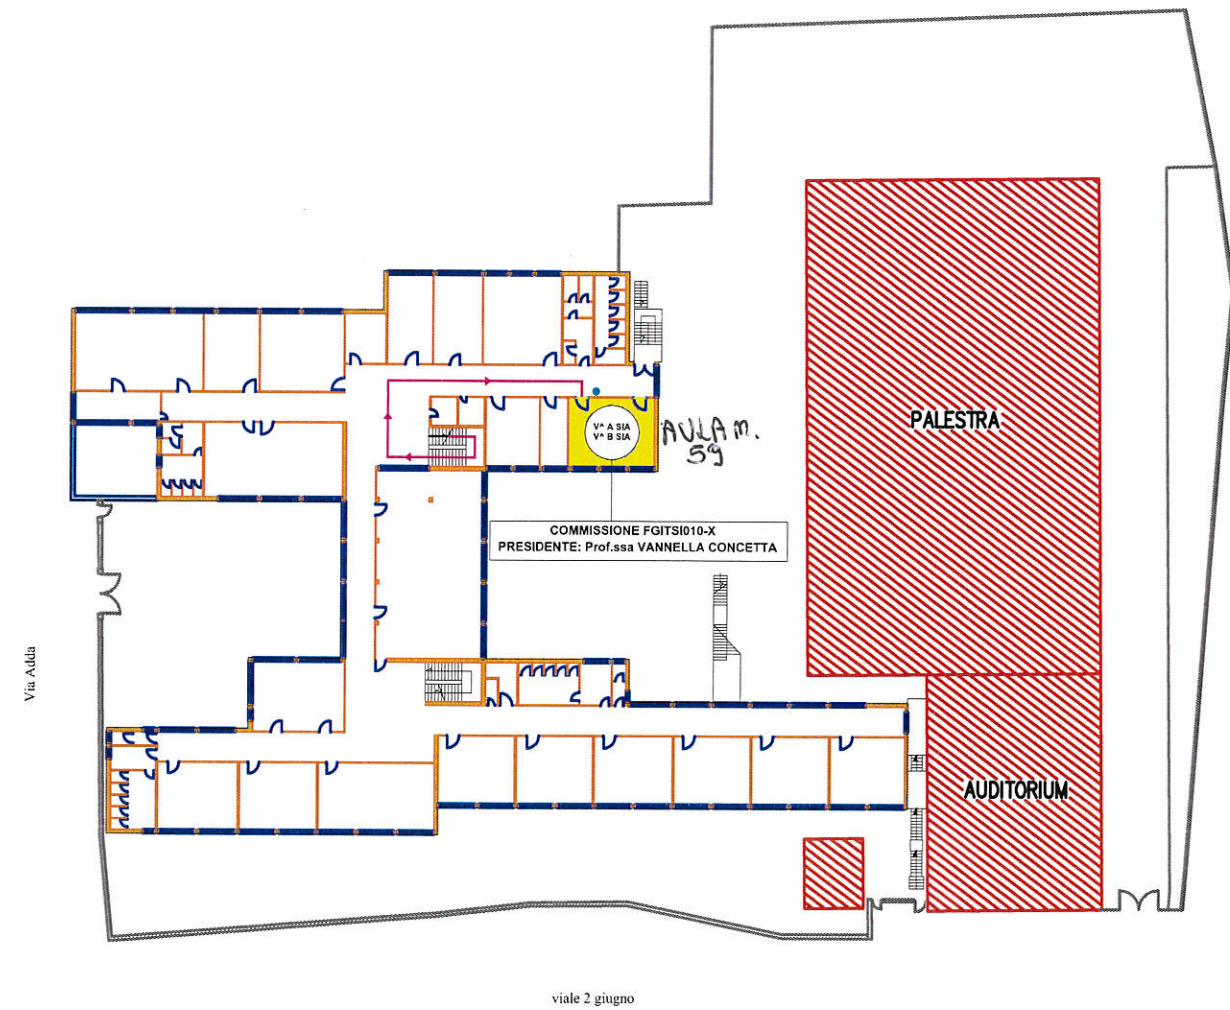 PALESTRA
V^ A SIA
V^ B SIA
AULA m.
59
COMMISSIONE FGITSI010-X
PRESIDENTE: Prof.ssa VANNELLA CONCETTA
Via Adda
AUDITORIUM
viale 2 giugno